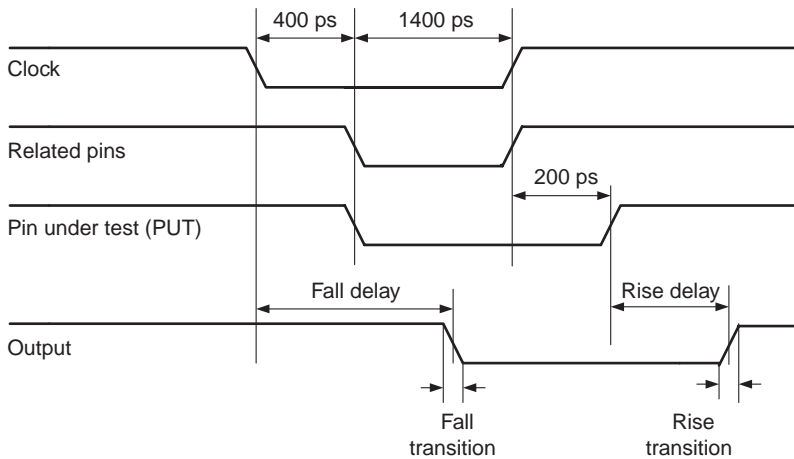 400 ps 1400 ps
Clock
Related pins
200 ps
Pin under test (PUT)
Fall delay Rise delay
Output
Fall transition
Rise transition